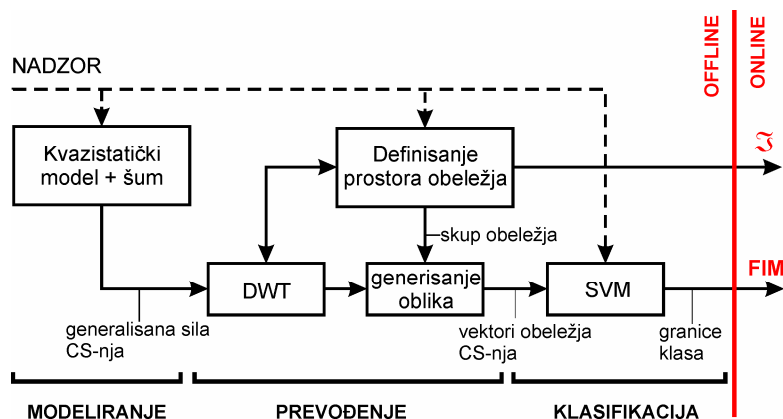 NADZOR
OFFLINE
ONLINE
Kvazistatički
model + šum
Definisanje
prostora obeležja
ℑ
skup obeležja
DWT
generisanje
oblika
SVM
FIM
generalisana sila
CS-nja
vektori obeležja
CS-nja
granice
klasa
MODELIRANJE
PREVOĐENJE
KLASIFIKACIJA